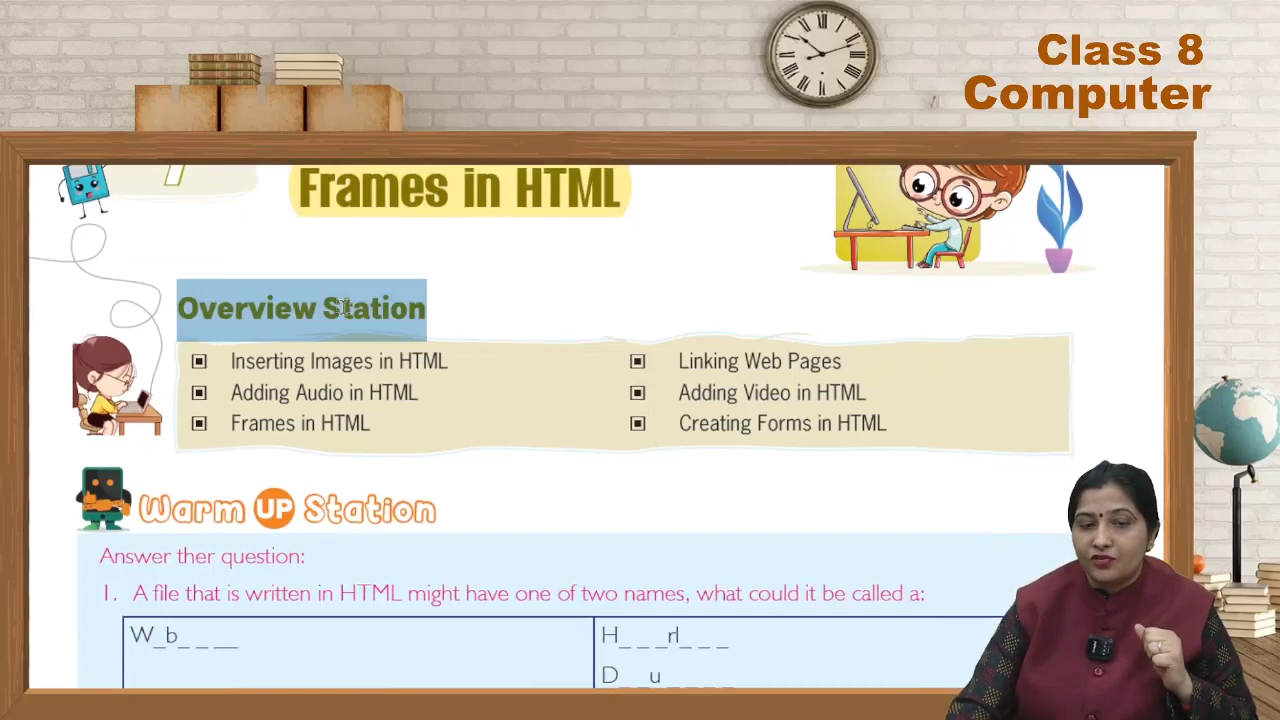 Class 8
Computer
7
Frames in HTML
Overview Station
Inserting Images in HTML
Linking Web Pages
Adding Audio in HTML
Adding Video in HTML
Frames in HTML
Creating Forms in HTML
Warm UP Station
Answer ther question:
1. A file that is written in HTML might have one of two names, what could it be called a:
W_b_ _ __
H_ _ _rl_ _ _
D_ _ u_ _ _ _